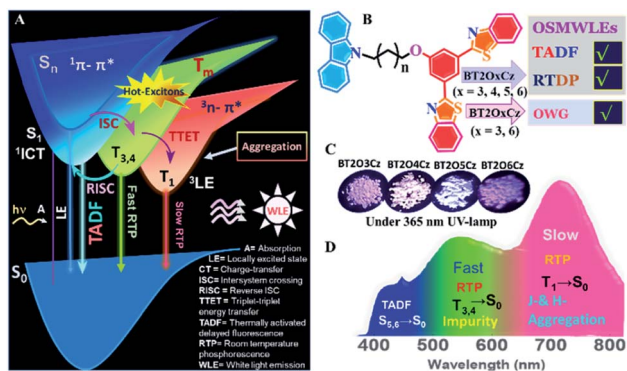 A
Sn ¹π- π*
Tm
Hot-Excitons
³n- π*
ISC
S1
TTET
¹ICT
Aggregation
T3,4
T1
³LE
RISC
hν
A
LE
TADF
Fast RTP
Slow RTP
WLE
S0
A= Absorption
LE= Locally excited state
CT= Charge-transfer
ISC= Intersystem crossing
RISC= Reverse ISC
TTET= Triplet-triplet
energy transfer
TADF= Thermally activated
delayed fluorescence
RTP= Room temperature
phosphorescence
WLE= White light emission
B
N
n
O
N
S
N
S
OSMWLEs
BT2OxCz
(x = 3, 4, 5, 6)
TADF √
RTDP √
BT2OxCz
(x = 3, 6)
OWG √
C
BT2O3Cz BT2O4Cz BT2O5Cz BT2O6Cz
Under 365 nm UV-lamp
D
TADF
S5,6→S0
Fast
RTP
T3,4→S0
Impurity
Slow
RTP
T1→S0
J-& H-
Aggregation
400 500 600 700 800
Wavelength (nm)